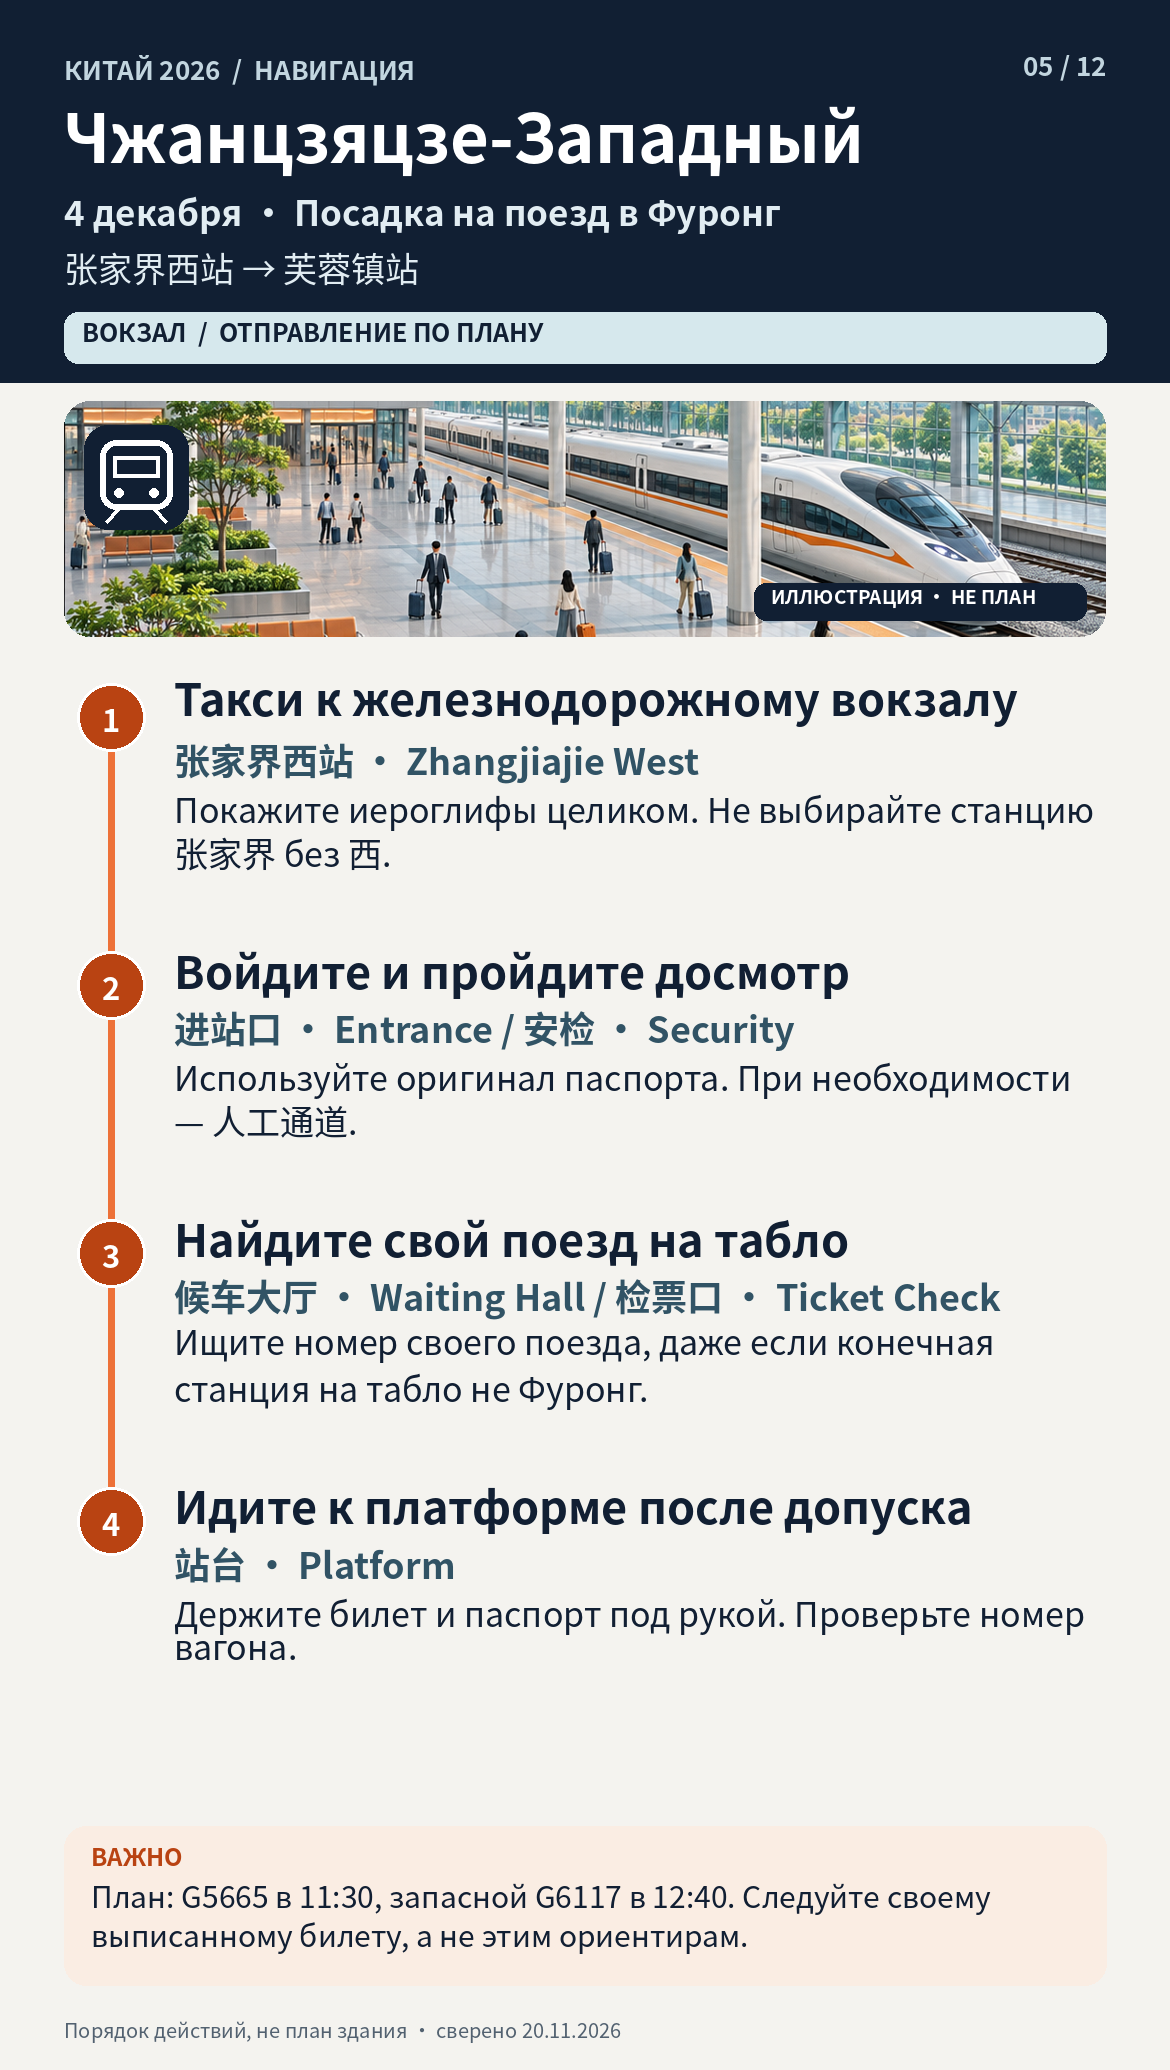 КИТАЙ 2026 / НАВИГАЦИЯ
05 / 12
Чжанцзяцзе-Западный
4 декабря • Посадка на поезд в Фуронг
张家界西站 → 芙蓉镇站
ВОКЗАЛ / ОТПРАВЛЕНИЕ ПО ПЛАНУ
ИЛЛЮСТРАЦИЯ • НЕ ПЛАН
1
Такси к железнодорожному вокзалу
张家界西站 • Zhangjiajie West
Покажите иероглифы целиком. Не выбирайте станцию
张家界 без 西.
2
Войдите и пройдите досмотр
进站口 • Entrance / 安检 • Security
Используйте оригинал паспорта. При необходимости
— 人工通道.
3
Найдите свой поезд на табло
候车大厅 • Waiting Hall / 检票口 • Ticket Check
Ищите номер своего поезда, даже если конечная
станция на табло не Фуронг.
4
Идите к платформе после допуска
站台 • Platform
Держите билет и паспорт под рукой. Проверьте номер
вагона.
ВАЖНО
План: G5665 в 11:30, запасной G6117 в 12:40. Следуйте своему
выписанному билету, а не этим ориентирам.
Порядок действий, не план здания • сверено 20.11.2026